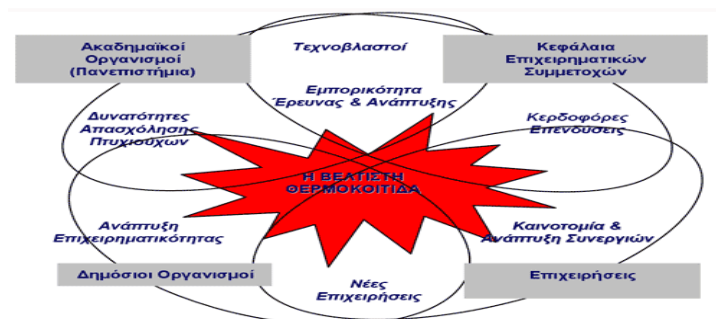 Ακαδημαϊκοί
Οργανισμοί
(Πανεπιστήμια)
Τεχνοβλαστοί
Κεφάλαια
Επιχειρηματικών
Συμμετοχών
Εμπορικότητα
Έρευνας & Ανάπτυξης
Δυνατότητες
Απασχόλησης
Πτυχιούχων
Κερδοφόρες
Επενδύσεις
Η ΒΕΛΤΙΣΤΗ
ΘΕΡΜΟΚΟΙΤΙΔΑ
Ανάπτυξη
Επιχειρηματικότητας
Καινοτομία &
Ανάπτυξη Συνεργιών
Δημόσιοι Οργανισμοί
Νέες
Επιχειρήσεις
Επιχειρήσεις